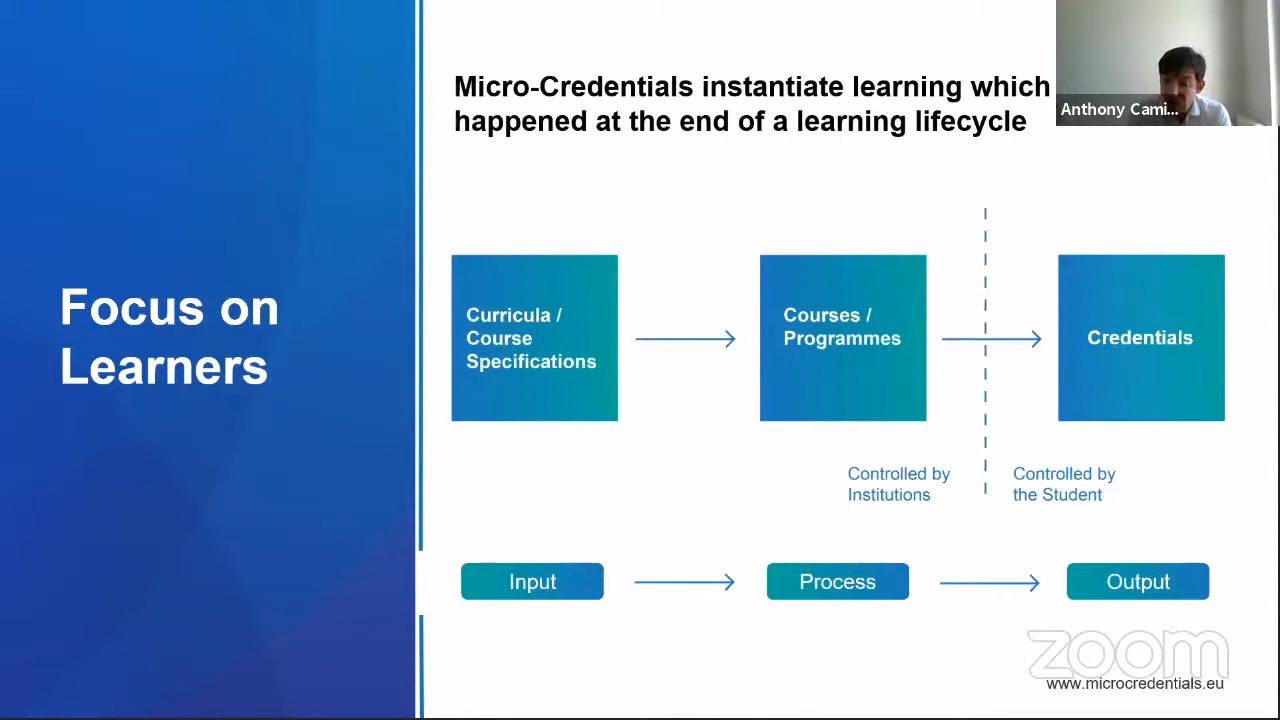 Focus on
Learners
Micro-Credentials instantiate learning which
happened at the end of a learning lifecycle
Anthony Cami...
Curricula /
Course
Specifications
Courses /
Programmes
Credentials
Controlled by
Institutions
Controlled by
the Student
Input
Process
Output
zoom
www.microcredentials.eu